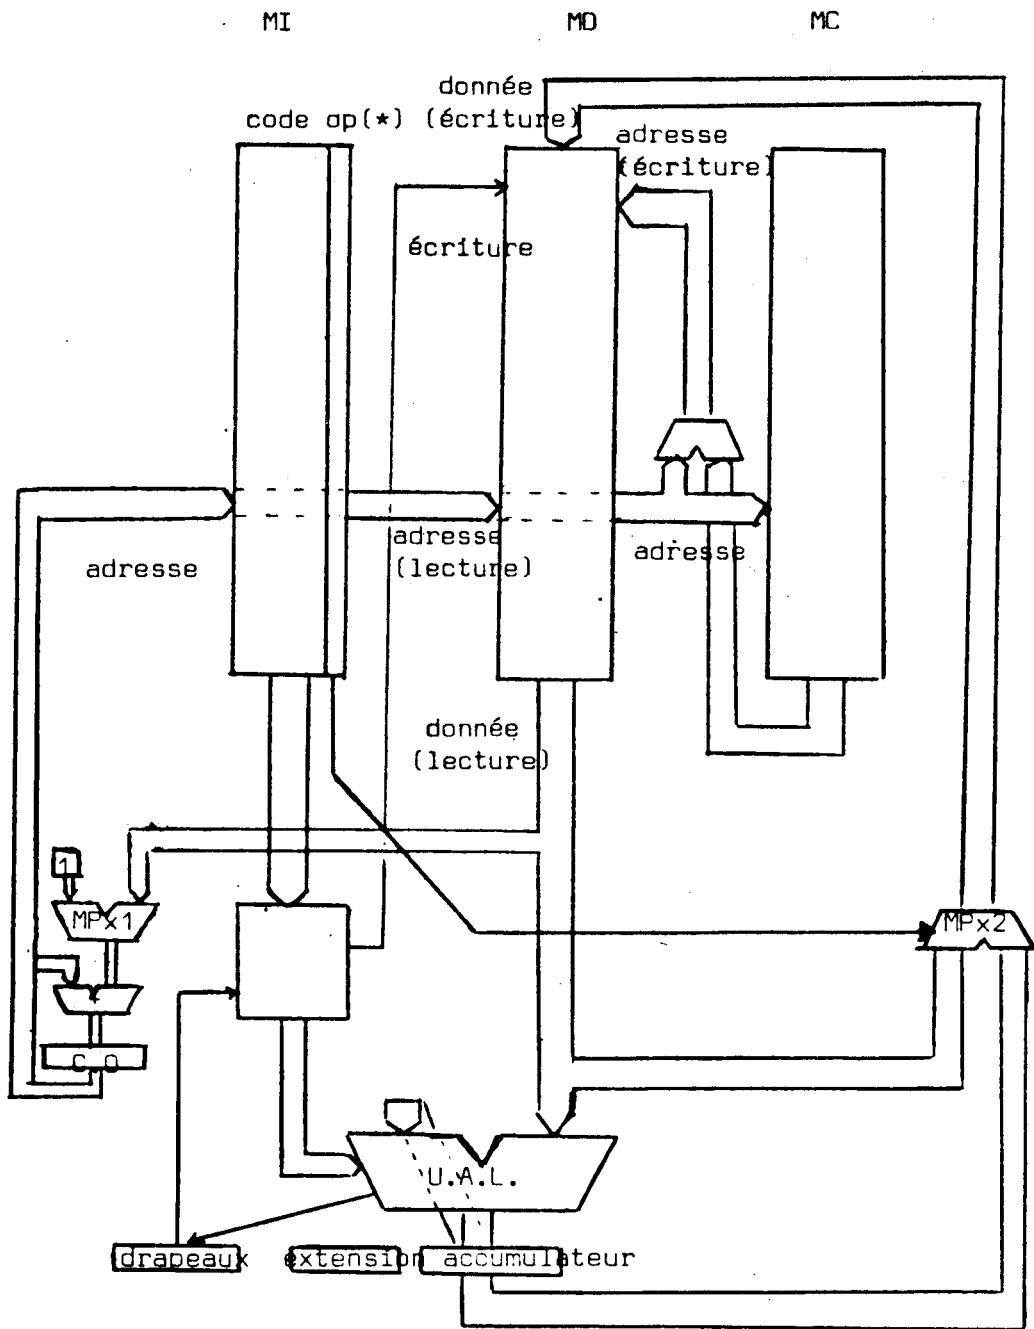 MI MD MC
donnée
code op(*) (écriture)
adresse
(écriture)
écriture
adresse
(lecture)
adresse
adresse
donnée
(lecture)
1
MPx1
MPx2
C O
U.A.L.
drapeaux extension accumulateur